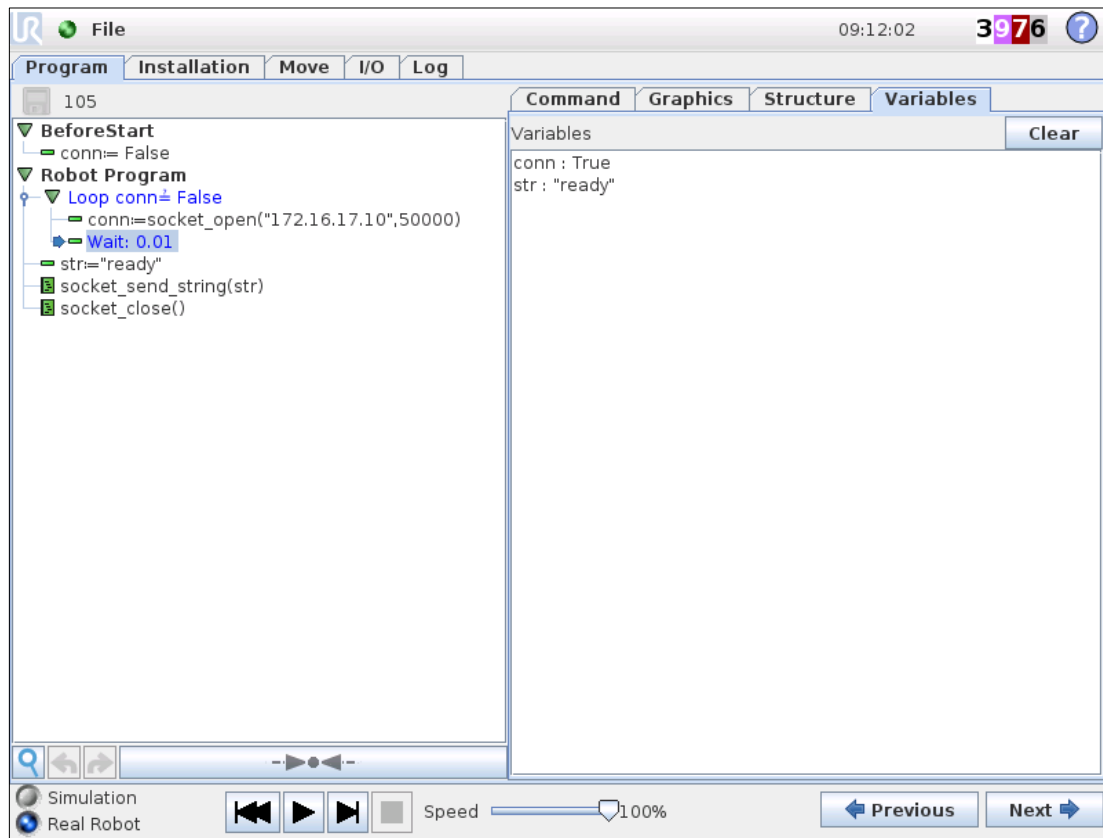 UR File 09:12:02 3976 ?
Program Installation Move I/O Log
105
Command Graphics Structure Variables
BeforeStart
conn:= False
Robot Program
Loop conn≟ False
conn:=socket_open("172.16.17.10",50000)
Wait: 0.01
str:="ready"
socket_send_string(str)
socket_close()
Variables Clear
conn : True
str : "ready"
Simulation
Real Robot
Speed 100%
Previous Next